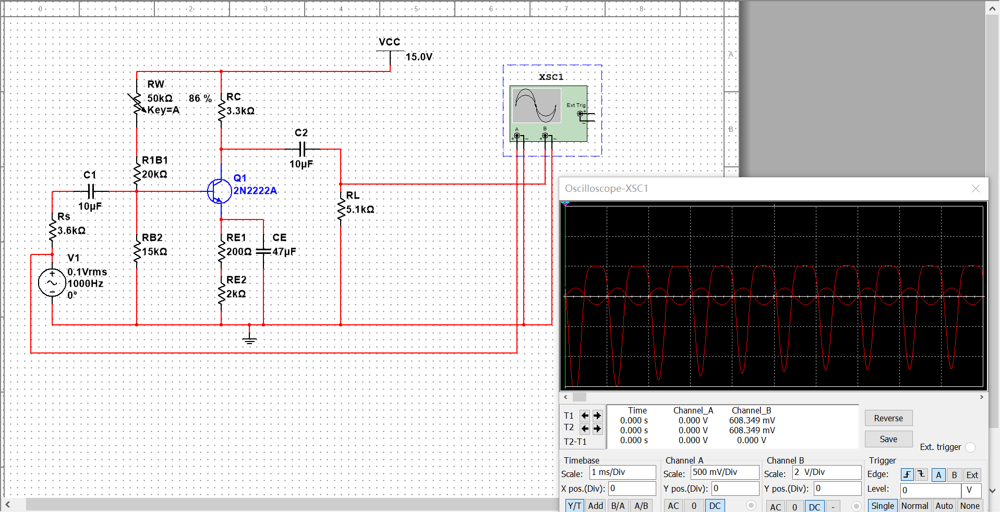 0 1 2 3 4 5 6 7 8
A
B
VCC
15.0V
RW
50kΩ 86 %
Key=A
RC
3.3kΩ
C2
10µF
R1B1
20kΩ
C1
10µF
Q1
2N2222A
RL
5.1kΩ
Rs
3.6kΩ
RB2
15kΩ
RE1
200Ω
CE
47µF
V1
0.1Vrms
1000Hz
0°
RE2
2kΩ
XSC1
Ext Trig
+
–
A
B
+ –
+ –
Oscilloscope-XSC1
Time Channel_A Channel_B
T1 0.000 s 0.000 V 608.349 mV
T2 0.000 s 0.000 V 608.349 mV
T2-T1 0.000 s 0.000 V 0.000 V
Reverse
Save
Ext. trigger
Timebase
Scale: 1 ms/Div
X pos.(Div): 0
Y/T Add B/A A/B
Channel A
Scale: 500 mV/Div
Y pos.(Div): 0
AC 0 DC
Channel B
Scale: 2 V/Div
Y pos.(Div): 0
AC 0 DC -
Trigger
Edge: A B Ext
Level: 0 V
Single Normal Auto None